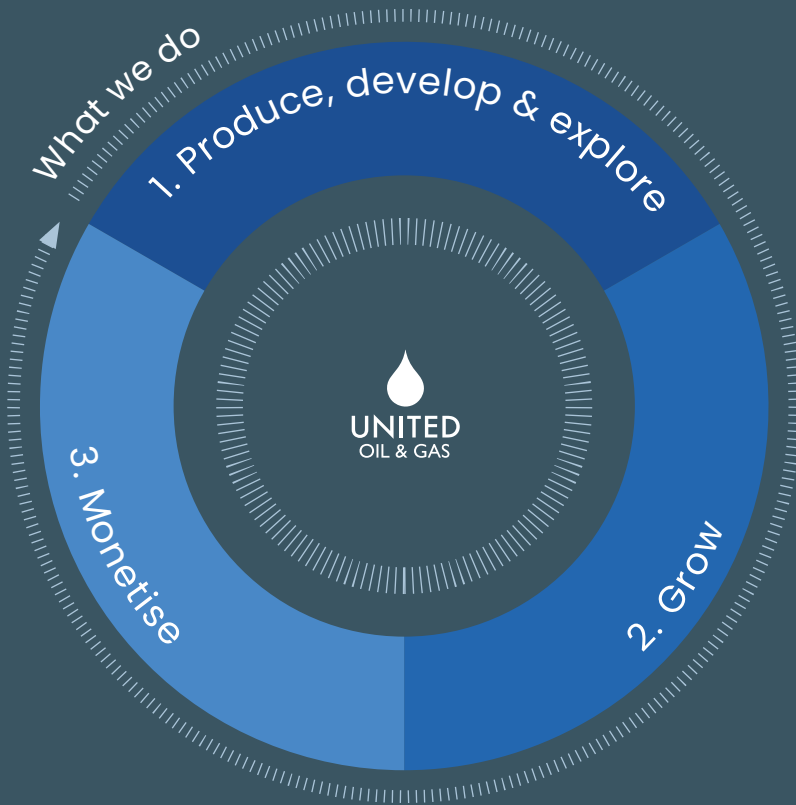 What we do
1. Produce, develop & explore
2. Grow
3. Monetise
UNITED
OIL & GAS